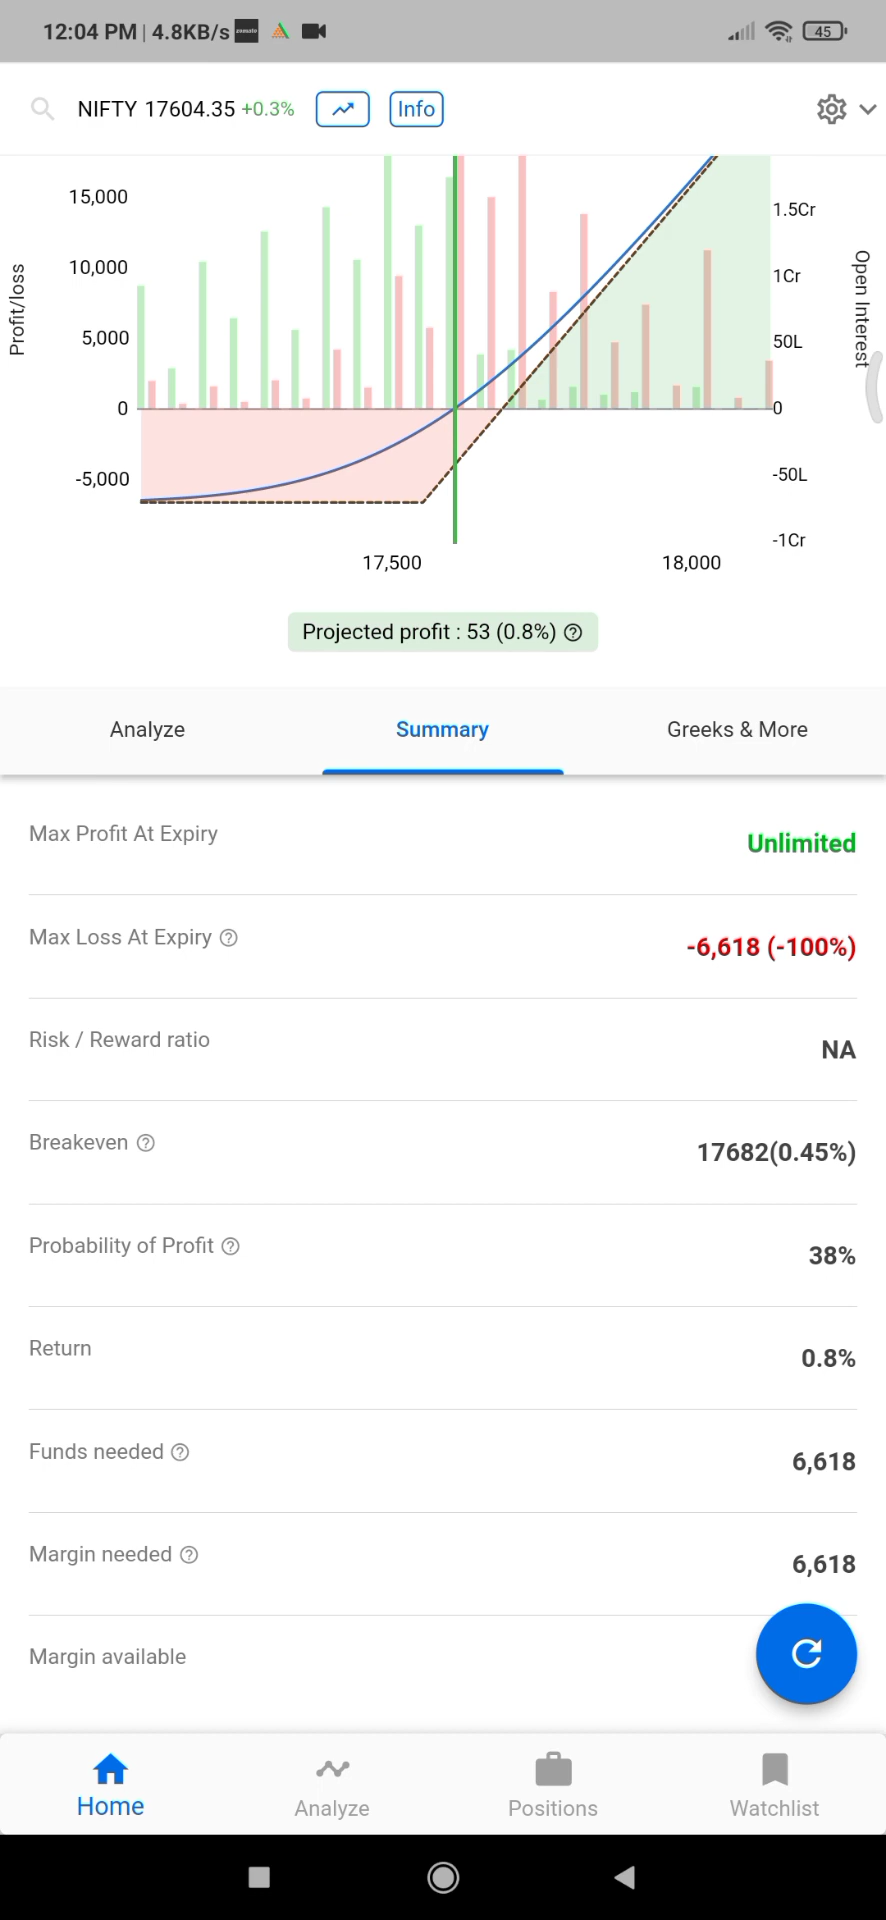 12:04 PM | 4.8KB/s zomato 45
NIFTY 17604.35 +0.3% Info
Profit/loss
15,000
10,000
5,000
0
-5,000
1.5Cr
1Cr
50L
0
-50L
-1Cr
Open Interest
17,500 18,000
Projected profit : 53 (0.8%)
Analyze Summary Greeks & More
Max Profit At Expiry
Unlimited
Max Loss At Expiry
-6,618 (-100%)
Risk / Reward ratio
NA
Breakeven
17682(0.45%)
Probability of Profit
38%
Return
0.8%
Funds needed
6,618
Margin needed
6,618
Margin available
Home Analyze Positions Watchlist